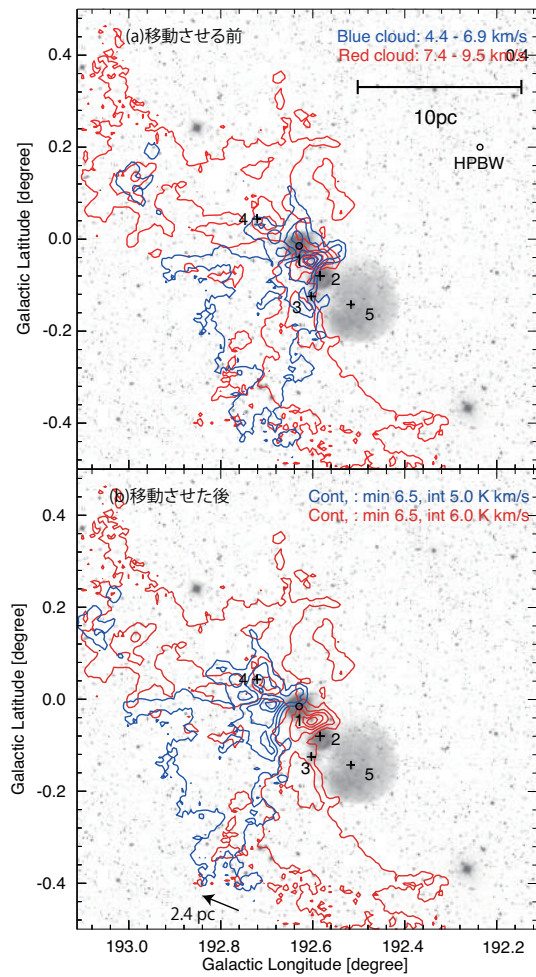 (a)移動させる前
Blue cloud: 4.4 - 6.9 km/s
Red cloud: 7.4 - 9.5 km/s
0.4
0.4
10pc
HPBW
0.2
4
0.0
1
2
3
5
-0.2
-0.4
Galactic Latitude [degree]
(b)移動させた後
Cont, : min 6.5, int 5.0 K km/s
Cont, : min 6.5, int 6.0 K km/s
0.4
0.2
4
0.0
1
2
3
5
-0.2
-0.4
2.4 pc
Galactic Latitude [degree]
193.0 192.8 192.6 192.4 192.2
Galactic Longitude [degree]